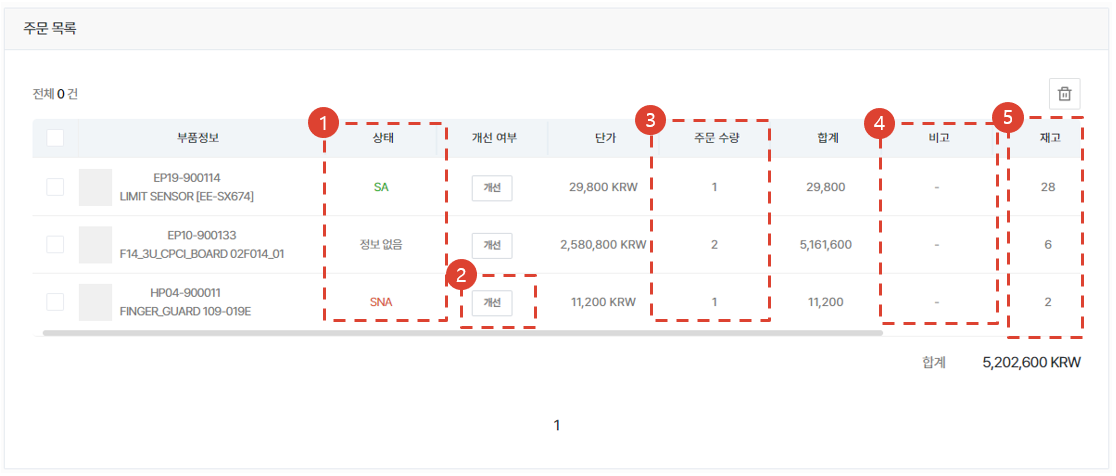 주문 목록
전체 0 건
1 3 4 5
부품정보 상태 개선 여부 단가 주문 수량 합계 비고 재고
EP19-900114
LIMIT SENSOR [EE-SX674] SA 개선 29,800 KRW 1 29,800 - 28
EP10-900133
F14_3U_CPCI_BOARD 02F014_01 정보 없음 개선 2,580,800 KRW 2 5,161,600 - 6
2
HP04-900011
FINGER_GUARD 109-019E SNA 개선 11,200 KRW 1 11,200 - 2
합계 5,202,600 KRW
1